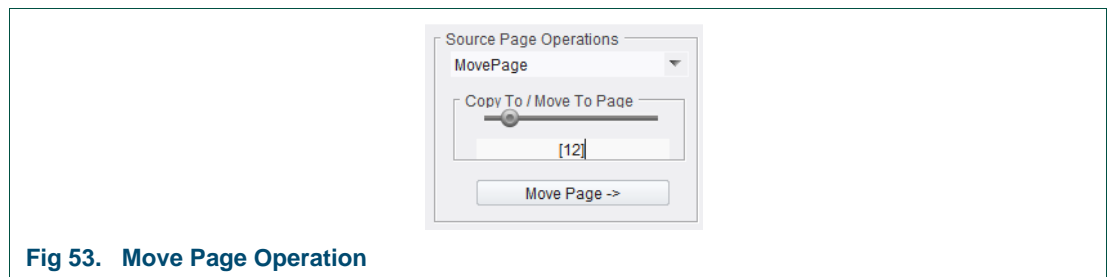 Source Page Operations
MovePage
Copy To / Move To Page
[12]
Move Page ->
Fig 53. Move Page Operation